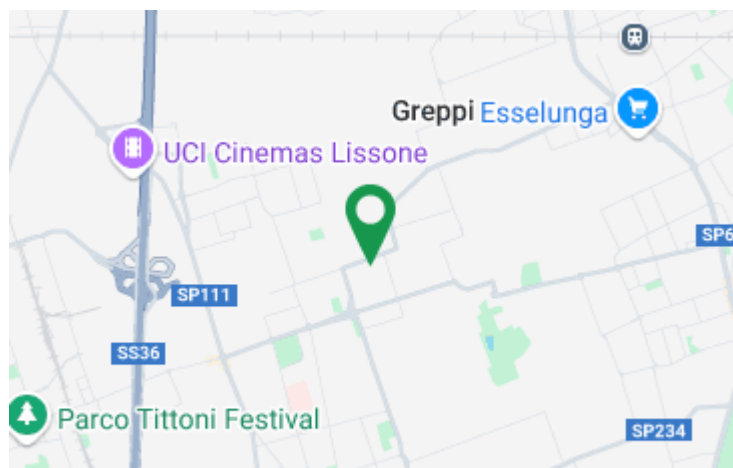 Greppi Esselunga
UCI Cinemas Lissone
SP6
SP111
SS36
Parco Tittoni Festival
SP234